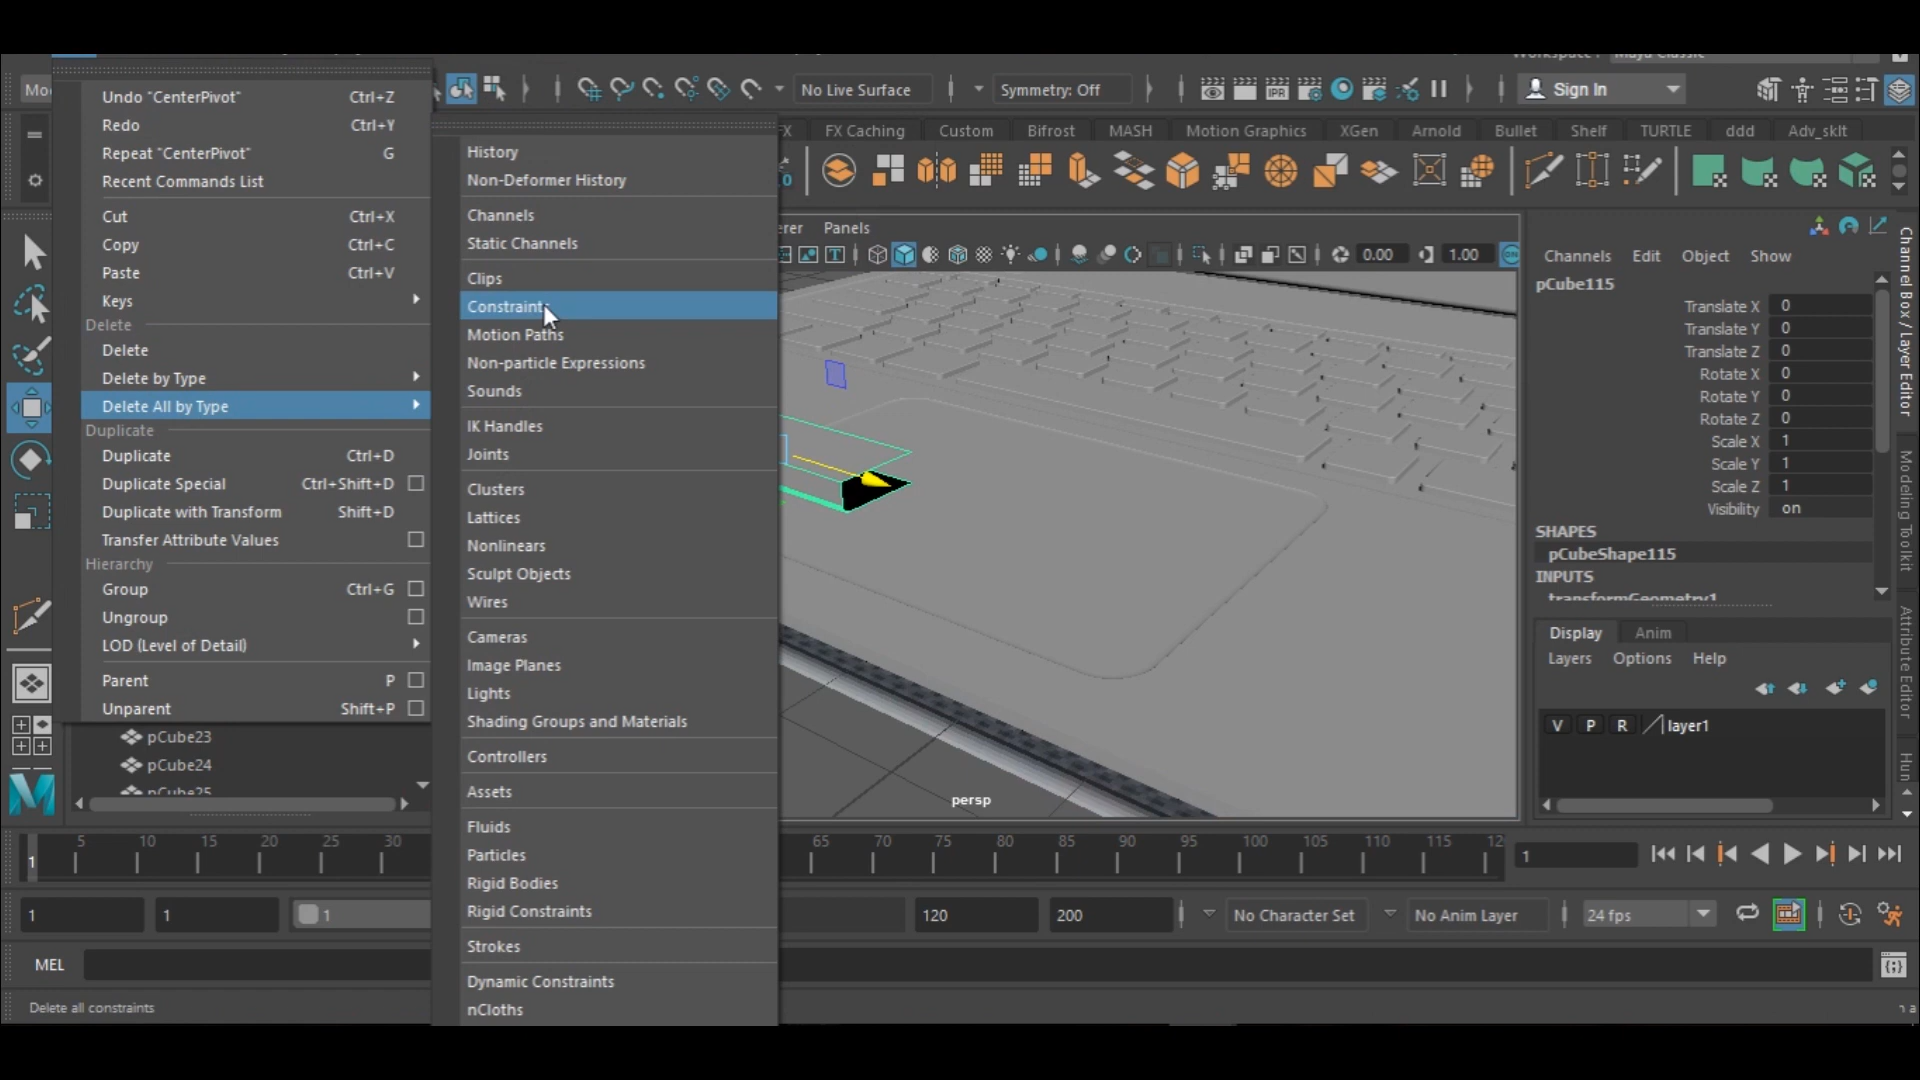 Undo "CenterPivot" Ctrl+Z
Redo Ctrl+Y
Repeat "CenterPivot" G
Recent Commands List
Cut Ctrl+X
Copy Ctrl+C
Paste Ctrl+V
Keys
Delete
Delete
Delete by Type
Delete All by Type
Duplicate
Duplicate Ctrl+D
Duplicate Special Ctrl+Shift+D
Duplicate with Transform Shift+D
Transfer Attribute Values
Hierarchy
Group Ctrl+G
Ungroup
LOD (Level of Detail)
Parent P
Unparent Shift+P
pCube23
pCube24
pCube25
History
Non-Deformer History
Channels
Static Channels
Clips
Constraints
Motion Paths
Non-particle Expressions
Sounds
IK Handles
Joints
Clusters
Lattices
Nonlinears
Sculpt Objects
Wires
Cameras
Image Planes
Lights
Shading Groups and Materials
Controllers
Assets
Fluids
Particles
Rigid Bodies
Rigid Constraints
Strokes
Dynamic Constraints
nCloths
No Live Surface
Symmetry: Off
IPR
Sign In
FX Caching Custom Bifrost MASH Motion Graphics XGen Arnold Bullet Shelf TURTLE ddd Adv_sklt
Panels
0.00 1.00
persp
Channels Edit Object Show
pCube115
Translate X 0
Translate Y 0
Translate Z 0
Rotate X 0
Rotate Y 0
Rotate Z 0
Scale X 1
Scale Y 1
Scale Z 1
Visibility on
SHAPES
pCubeShape115
INPUTS
transformGeometry1
Display Anim
Layers Options Help
V P R layer1
Channel Box / Layer Editor
Modeling Toolkit
Attribute Editor
1 5 10 15 20 25 30 65 70 75 80 85 90 95 100 105 110 115 12 1
1 1 1 120 200 No Character Set No Anim Layer 24 fps
MEL
Delete all constraints